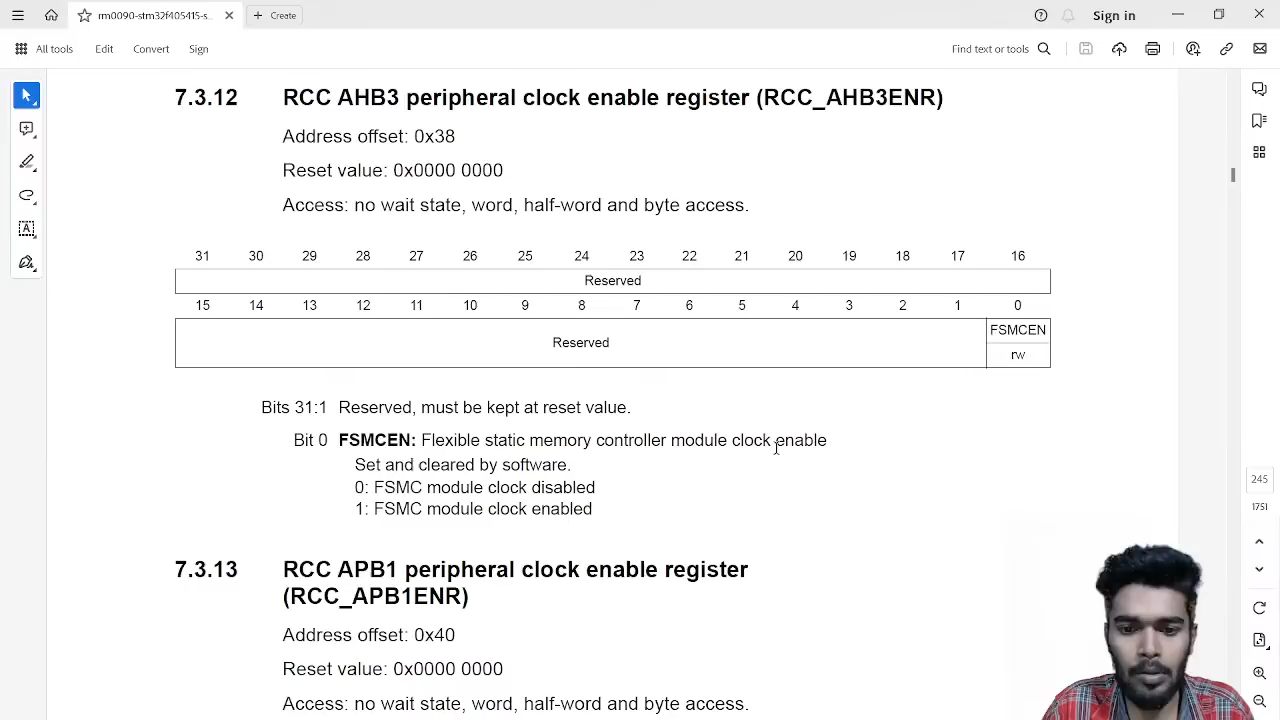 rm0090-stm32f405415-s...
Create
Sign in
All tools
Edit
Convert
Sign
Find text or tools
7.3.12 RCC AHB3 peripheral clock enable register (RCC_AHB3ENR)
Address offset: 0x38
Reset value: 0x0000 0000
Access: no wait state, word, half-word and byte access.
31 30 29 28 27 26 25 24 23 22 21 20 19 18 17 16
Reserved
15 14 13 12 11 10 9 8 7 6 5 4 3 2 1 0
Reserved
FSMCEN
rw
Bits 31:1 Reserved, must be kept at reset value.
Bit 0 FSMCEN: Flexible static memory controller module clock enable
Set and cleared by software.
0: FSMC module clock disabled
1: FSMC module clock enabled
7.3.13 RCC APB1 peripheral clock enable register
(RCC_APB1ENR)
Address offset: 0x40
Reset value: 0x0000 0000
Access: no wait state, word, half-word and byte access.
245
1751